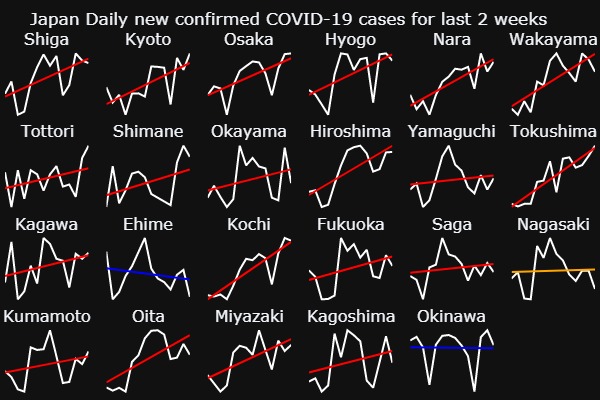 Japan Daily new confirmed COVID-19 cases for last 2 weeks
Shiga Kyoto Osaka Hyogo Nara Wakayama
Tottori Shimane Okayama Hiroshima Yamaguchi Tokushima
Kagawa Ehime Kochi Fukuoka Saga Nagasaki
Kumamoto Oita Miyazaki Kagoshima Okinawa